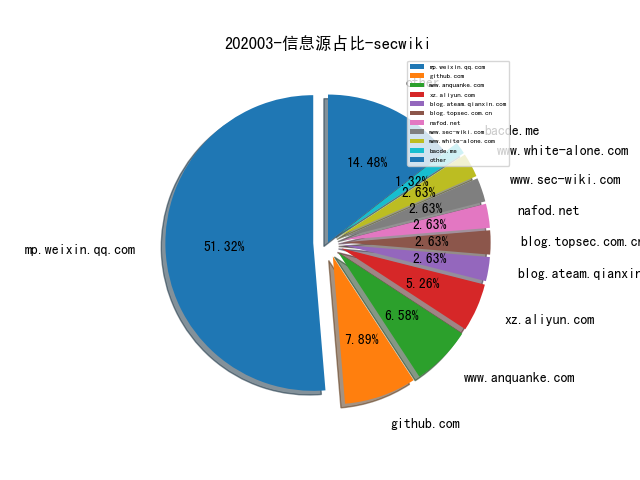 202003-信息源占比-secwiki
mp.weixin.qq.com
github.com
www.anquanke.com
xz.aliyun.com
blog.ateam.qianxin.com
blog.topsec.com.cn
nafod.net
www.sec-wiki.com
www.white-alone.com
bacde.me
other
other
bacde.me
www.white-alone.com
www.sec-wiki.com
nafod.net
blog.topsec.com.cn
blog.ateam.qianxin
xz.aliyun.com
www.anquanke.com
github.com
mp.weixin.qq.com
14.48%
1.32%
2.63%
2.63%
2.63%
2.63%
2.63%
5.26%
6.58%
7.89%
51.32%